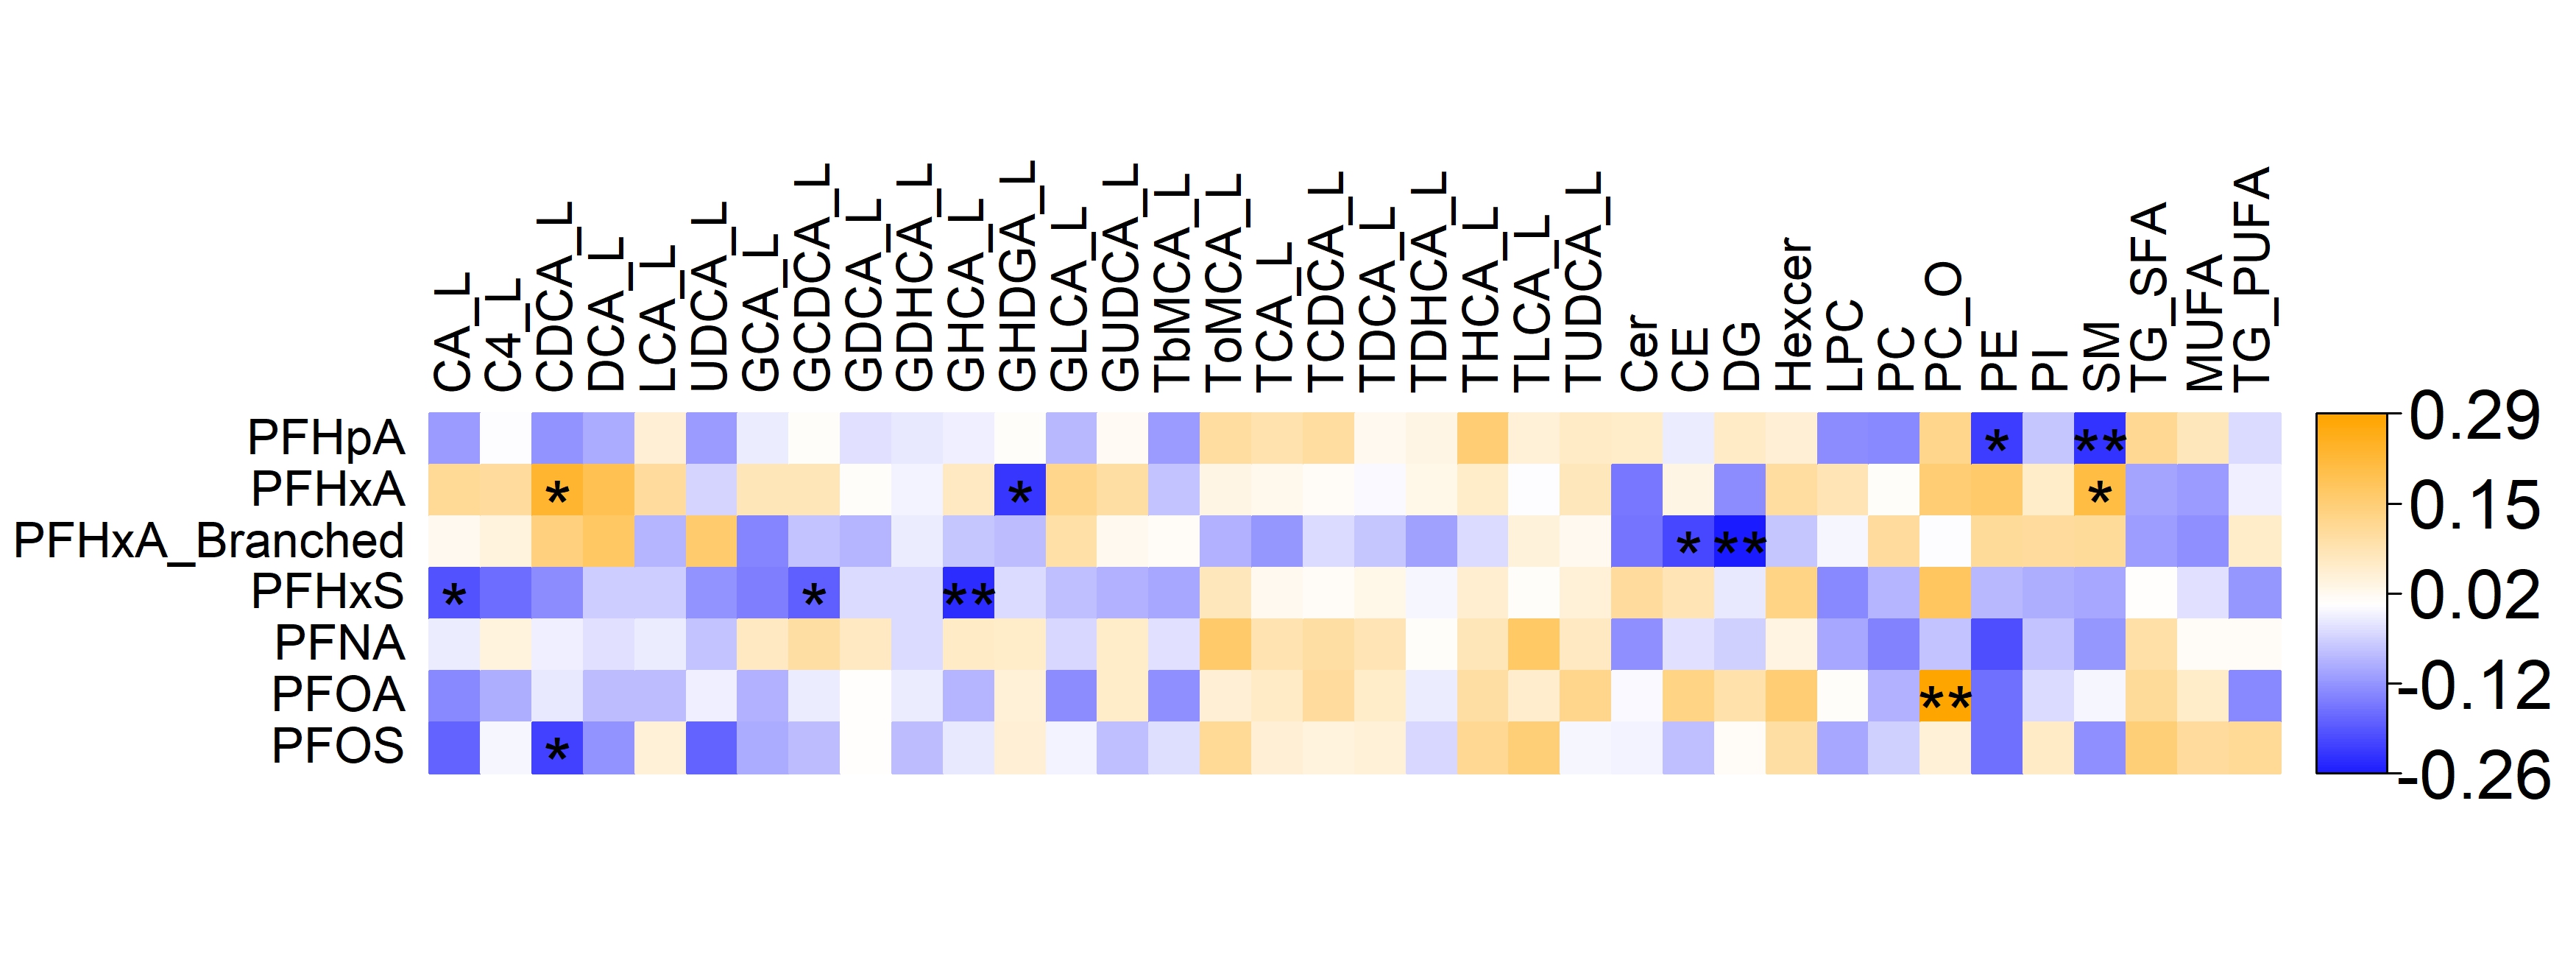 CA_L
C4_L
CDCA_L
DCA_L
LCA_L
UDCA_L
GCA_L
GCDCA_L
GDCA_L
GDHCA_L
GHCA_L
GHDGA_L
GLCA_L
GUDCA_L
TbMCA_L
ToMCA_L
TCA_L
TCDCA_L
TDCA_L
TDHCA_L
THCA_L
TLCA_L
TUDCA_L
Cer
CE
DG
Hexcer
LPC
PC
PC_O
PE
PI
SM
TG_SFA
MUFA
TG_PUFA
PFHpA * **
PFHxA * * *
PFHxA_Branched * **
PFHxS * * **
PFNA
PFOA **
PFOS *
0.29
0.15
0.02
-0.12
-0.26